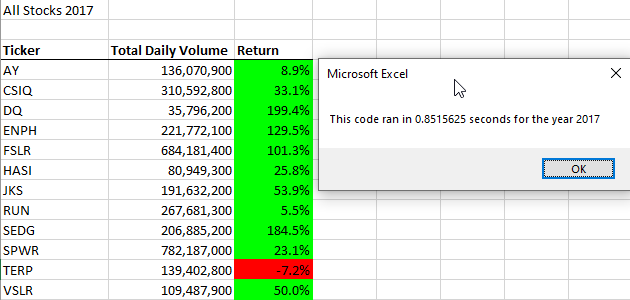 All Stocks 2017
Ticker Total Daily Volume Return
AY 136,070,900 8.9%
CSIQ 310,592,800 33.1%
DQ 35,796,200 199.4%
ENPH 221,772,100 129.5%
FSLR 684,181,400 101.3%
HASI 80,949,300 25.8%
JKS 191,632,200 53.9%
RUN 267,681,300 5.5%
SEDG 206,885,200 184.5%
SPWR 782,187,000 23.1%
TERP 139,402,800 -7.2%
VSLR 109,487,900 50.0%
Microsoft Excel
This code ran in 0.8515625 seconds for the year 2017
OK